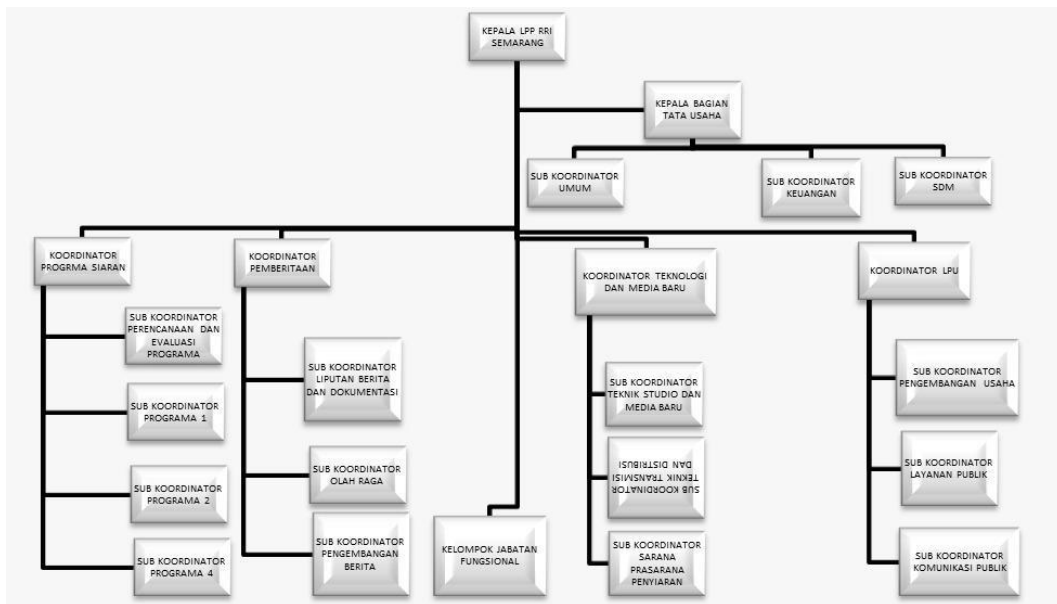 KEPALA LPP RRI
SEMARANG
KEPALA BAGIAN
TATA USAHA
SUB KOORDINATOR
UMUM
SUB KOORDINATOR
KEUANGAN
SUB KOORDINATOR
SDM
KOORDINATOR
PROGRMA SIARAN
KOORDINATOR
PEMBERITAAN
KOORDINATOR TEKNOLOGI
DAN MEDIA BARU
KOORDINATOR LPU
SUB KOORDINATOR
PERENCANAAN DAN
EVALUASI
PROGRAMA
SUB KOORDINATOR
PROGRAMA 1
SUB KOORDINATOR
PROGRAMA 2
SUB KOORDINATOR
PROGRAMA 4
SUB KOORDINATOR
LIPUTAN BERITA
DAN DOKUMENTASI
SUB KOORDINATOR
OLAH RAGA
SUB KOORDINATOR
PENGEMBANGAN
BERITA
KELOMPOK JABATAN
FUNGSIONAL
SUB KOORDINATOR
TEKNIK STUDIO DAN
MEDIA BARU
SUB KOORDINATOR
TEKNIK TRANSMISI
DAN DISTRIBUSI
SUB KOORDINATOR
SARANA
PRASARANA
PENYIARAN
SUB KOORDINATOR
PENGEMBANGAN USAHA
SUB KOORDINATOR
LAYANAN PUBLIK
SUB KOORDINATOR
KOMUNIKASI PUBLIK